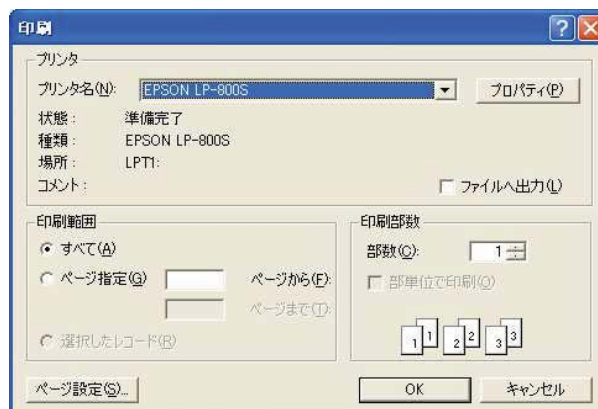 印刷
プリンタ
プリンタ名(N): EPSON LP-800S プロパティ(P)
状態: 準備完了
種類: EPSON LP-800S
場所: LPT1:
コメント: ファイルへ出力(L)
印刷範囲
すべて(A)
ページ指定(G) ページから(F):
ページまで(T):
選択したレコード(R)
印刷部数
部数(C): 1
部単位で印刷(O)
1 1 2 2 3 3
ページ設定(S)... OK キャンセル